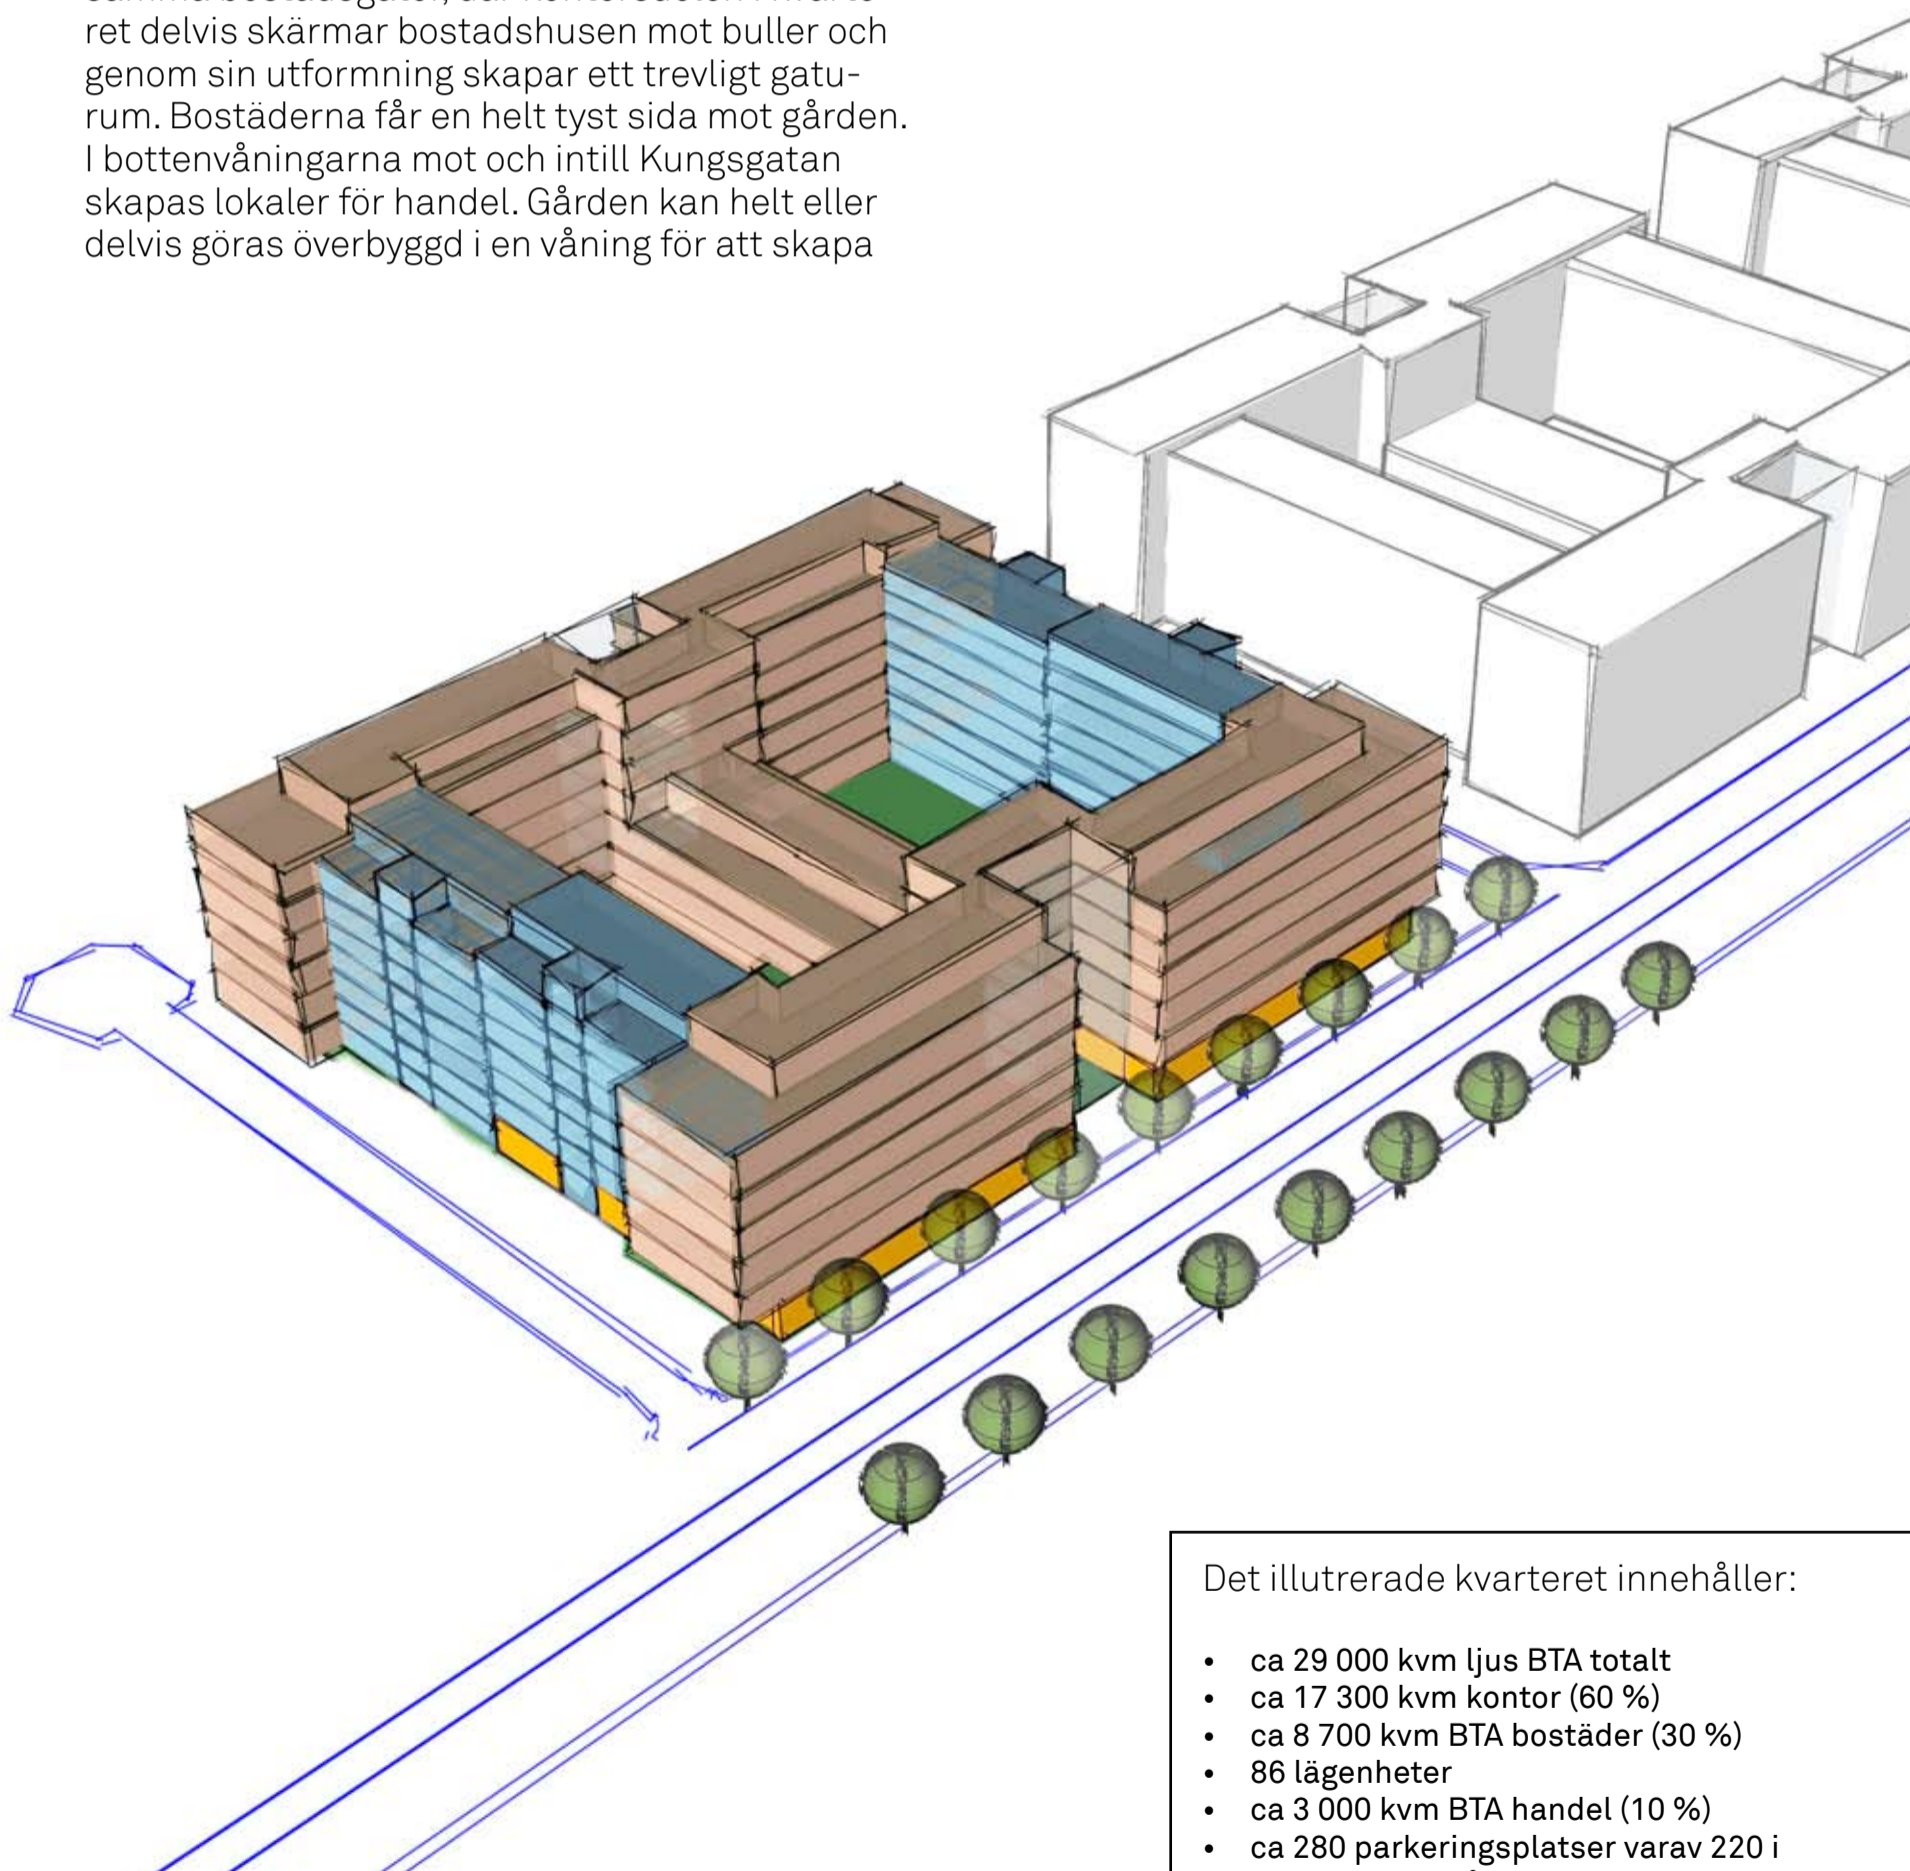 ret delvis skärmar bostadshusen mot buller och
genom sin utformning skapar ett trevligt gatu-
rum. Bostäderna får en helt tyst sida mot gården.
I bottenvåningarna mot och intill Kungsgatan
skapas lokaler för handel. Gården kan helt eller
delvis göras överbyggd i en våning för att skapa
Det illutrerade kvarteret innehåller:
• ca 29 000 kvm ljus BTA totalt
• ca 17 300 kvm kontor (60 %)
• ca 8 700 kvm BTA bostäder (30 %)
• 86 lägenheter
• ca 3 000 kvm BTA handel (10 %)
• ca 280 parkeringsplatser varav 220 i